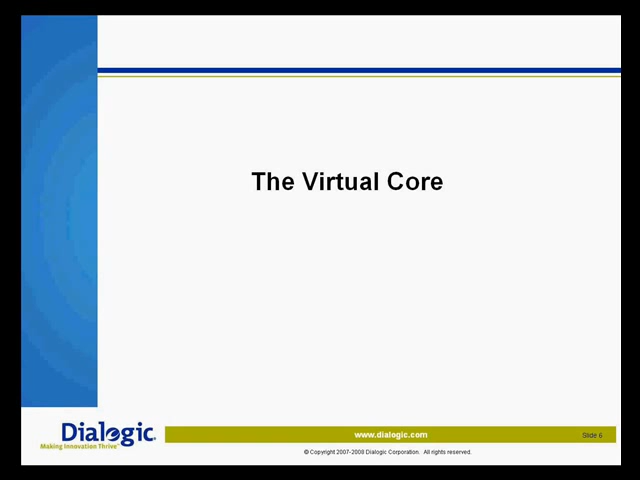 The Virtual Core
Dialogic.
Making Innovation Thrive™
www.dialogic.com
Slide 6
© Copyright 2007-2008 Dialogic Corporation. All rights reserved.